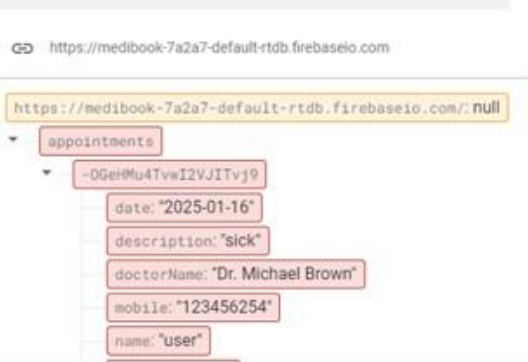 https://medibook-7a2a7-default-rtdb.firebaseio.com
https://medibook-7a2a7-default-rtdb.firebaseio.com/: null
appointments
-OGeHMu4TvwI2VJITvj9
date: "2025-01-16"
description: "sick"
doctorName: "Dr. Michael Brown"
mobile: "123456254"
name: "user"